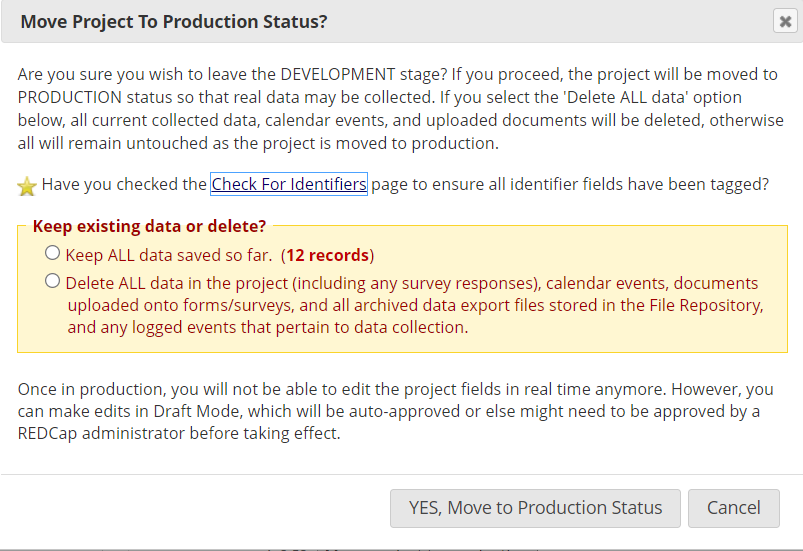 Move Project To Production Status?
Are you sure you wish to leave the DEVELOPMENT stage? If you proceed, the project will be moved to
PRODUCTION status so that real data may be collected. If you select the 'Delete ALL data' option
below, all current collected data, calendar events, and uploaded documents will be deleted, otherwise
all will remain untouched as the project is moved to production.
Have you checked the Check For Identifiers page to ensure all identifier fields have been tagged?
Keep existing data or delete?
Keep ALL data saved so far. (12 records)
Delete ALL data in the project (including any survey responses), calendar events, documents
uploaded onto forms/surveys, and all archived data export files stored in the File Repository,
and any logged events that pertain to data collection.
Once in production, you will not be able to edit the project fields in real time anymore. However, you
can make edits in Draft Mode, which will be auto-approved or else might need to be approved by a
REDCap administrator before taking effect.
YES, Move to Production Status
Cancel